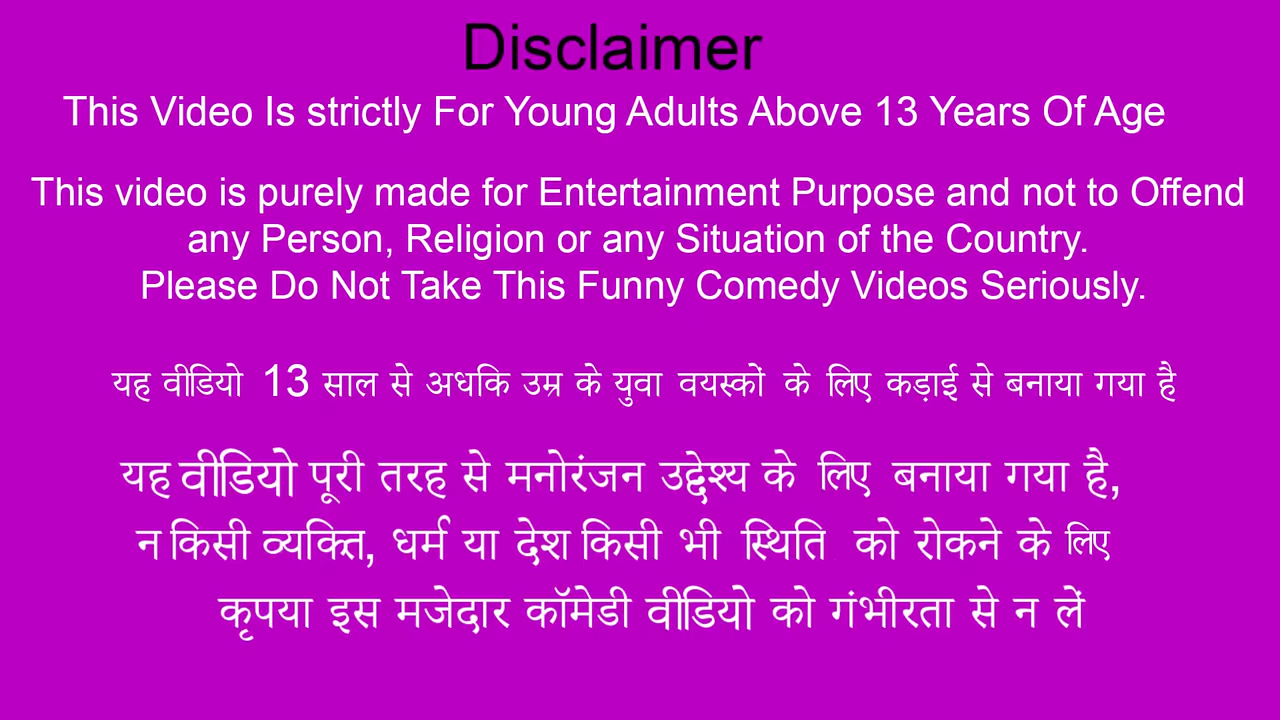 Disclaimer
This Video Is strictly For Young Adults Above 13 Years Of Age
This video is purely made for Entertainment Purpose and not to Offend
any Person, Religion or any Situation of the Country.
Please Do Not Take This Funny Comedy Videos Seriously.
यह वीडियो 13 साल से अधकि उम्र के युवा वयस्कों के लिए कड़ाई से बनाया गया है
यह वीडियो पूरी तरह से मनोरंजन उद्देश्य के लिए बनाया गया है,
न किसी व्यक्ति, धर्म या देश किसी भी स्थिति को रोकने के लिए
कृपया इस मजेदार कॉमेडी वीडियो को गंभीरता से न लें